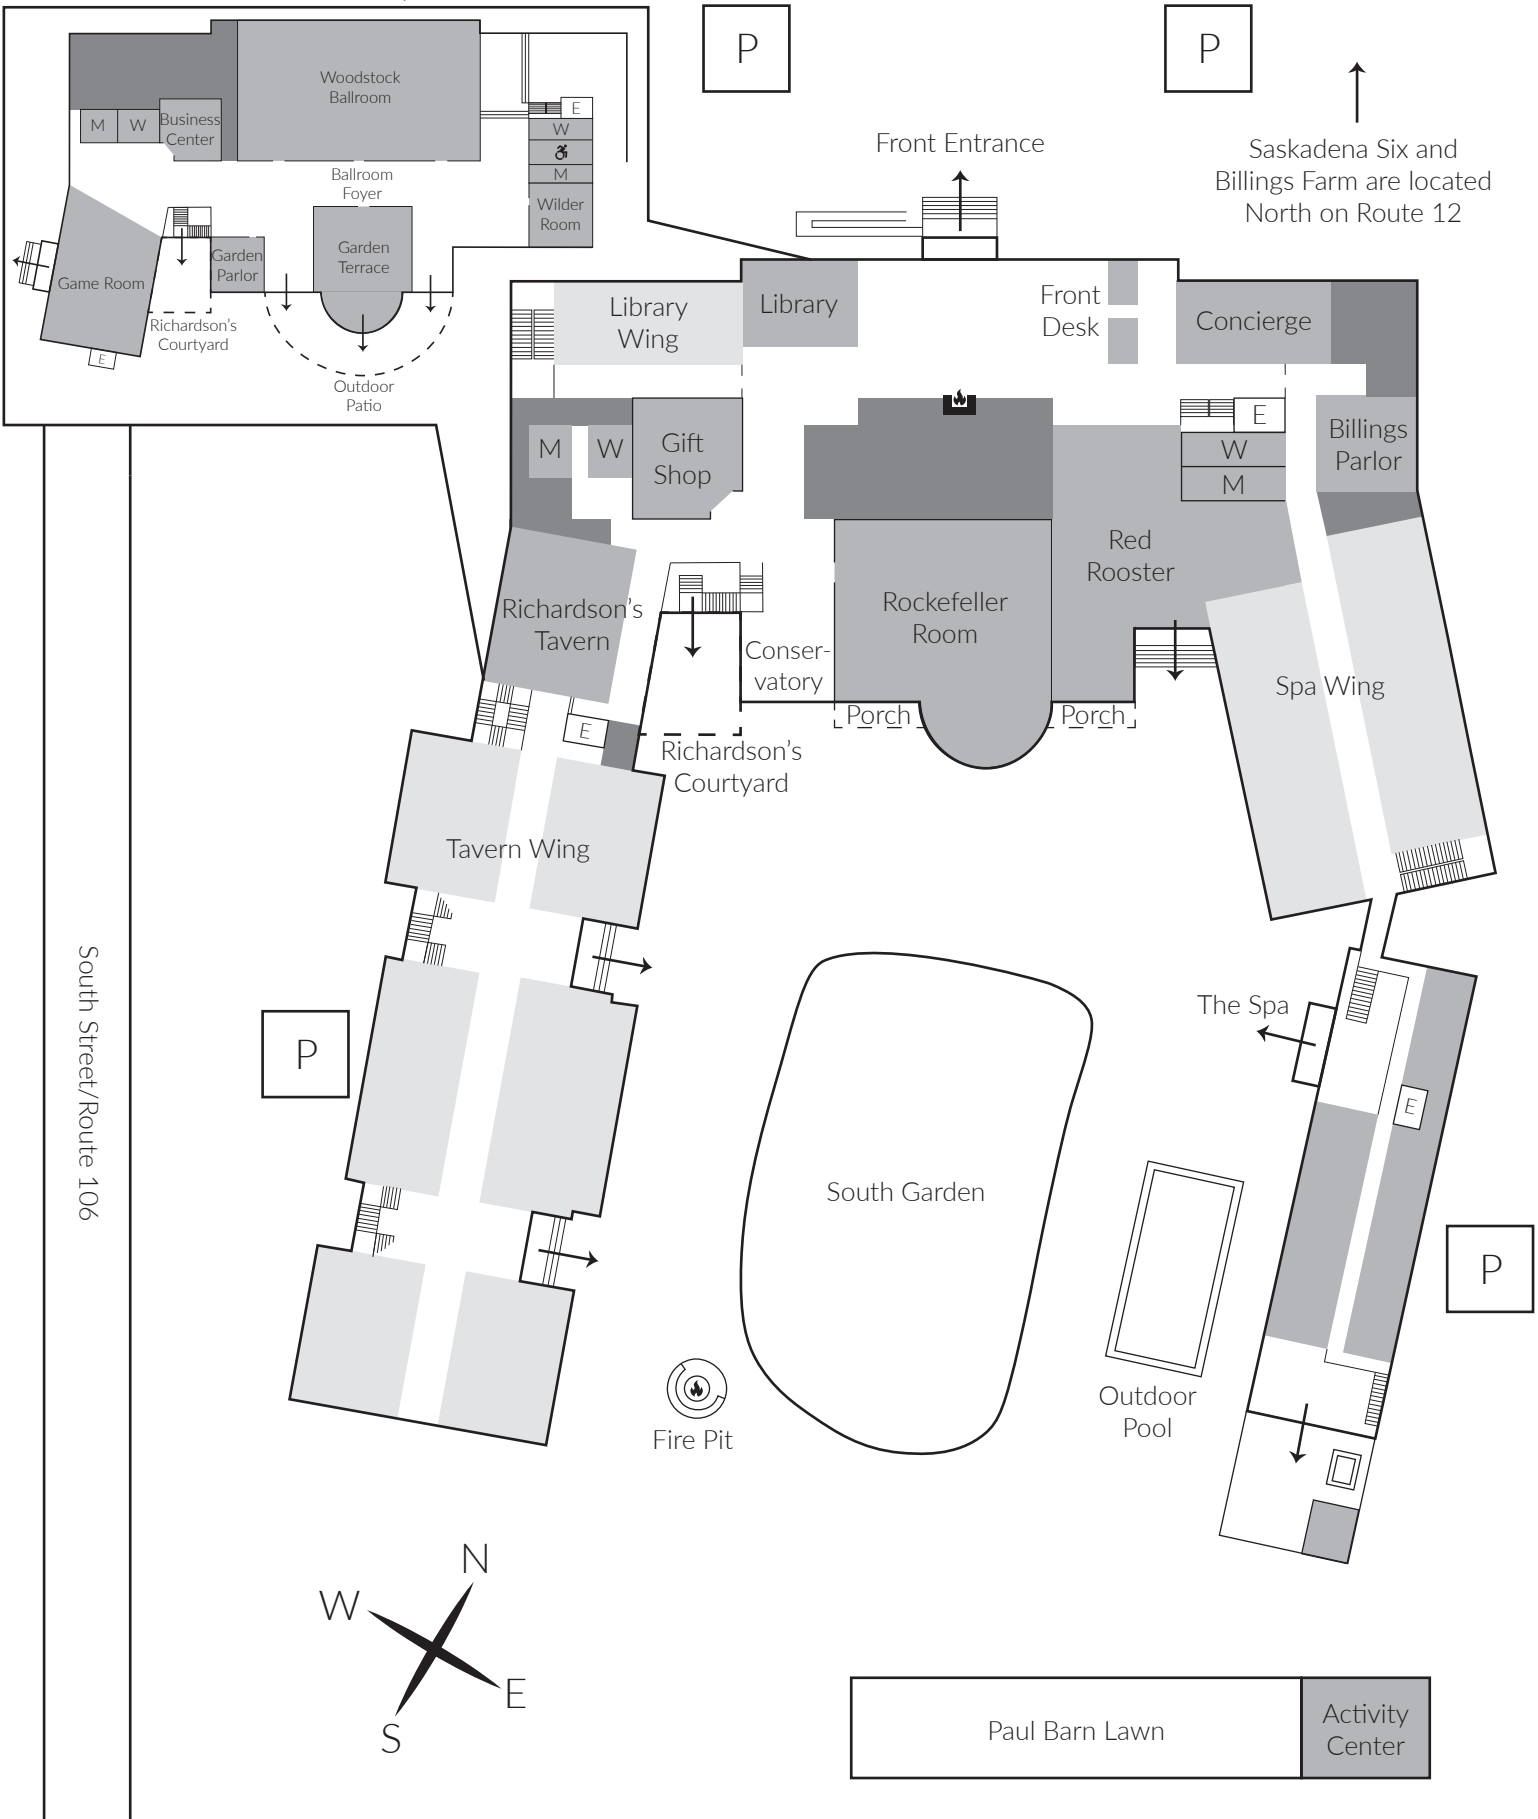 Woodstock
Ballroom
M
W
Business
Center
E
W
M
Wilder
Room
Ballroom
Foyer
Garden
Terrace
Garden
Parlor
Game Room
E
Richardson's
Courtyard
Outdoor
Patio
P
P
Front Entrance
Saskadena Six and
Billings Farm are located
North on Route 12
Library
Wing
Library
Front
Desk
Concierge
M
W
Gift
Shop
E
W
M
Billings
Parlor
Red
Rooster
Rockefeller
Room
Richardson's
Tavern
Conser-
vatory
Porch
Porch
E
Richardson's
Courtyard
Spa Wing
Tavern Wing
South Street/Route 106
P
The Spa
E
South Garden
P
Outdoor
Pool
Fire Pit
N
W
E
S
Paul Barn Lawn
Activity
Center